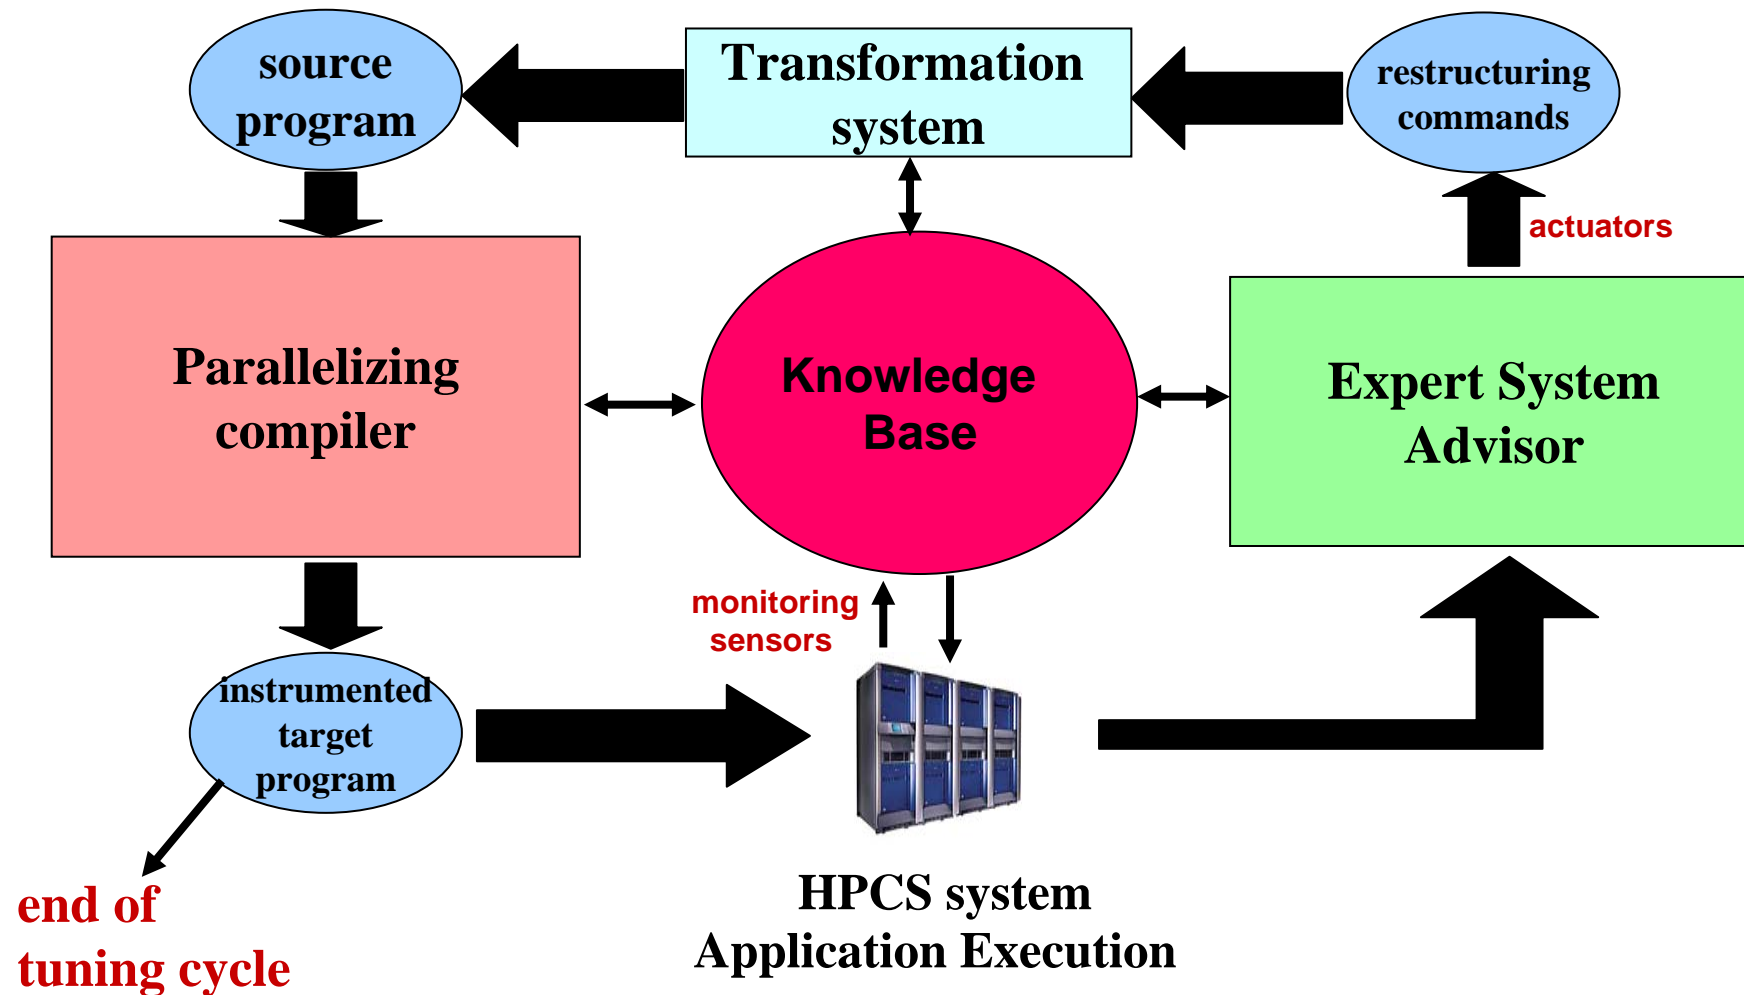 source
program
Transformation
system
restructuring
commands
actuators
Parallelizing
compiler
Knowledge
Base
Expert System
Advisor
monitoring
sensors
instrumented
target
program
end of
tuning cycle
HPCS system
Application Execution